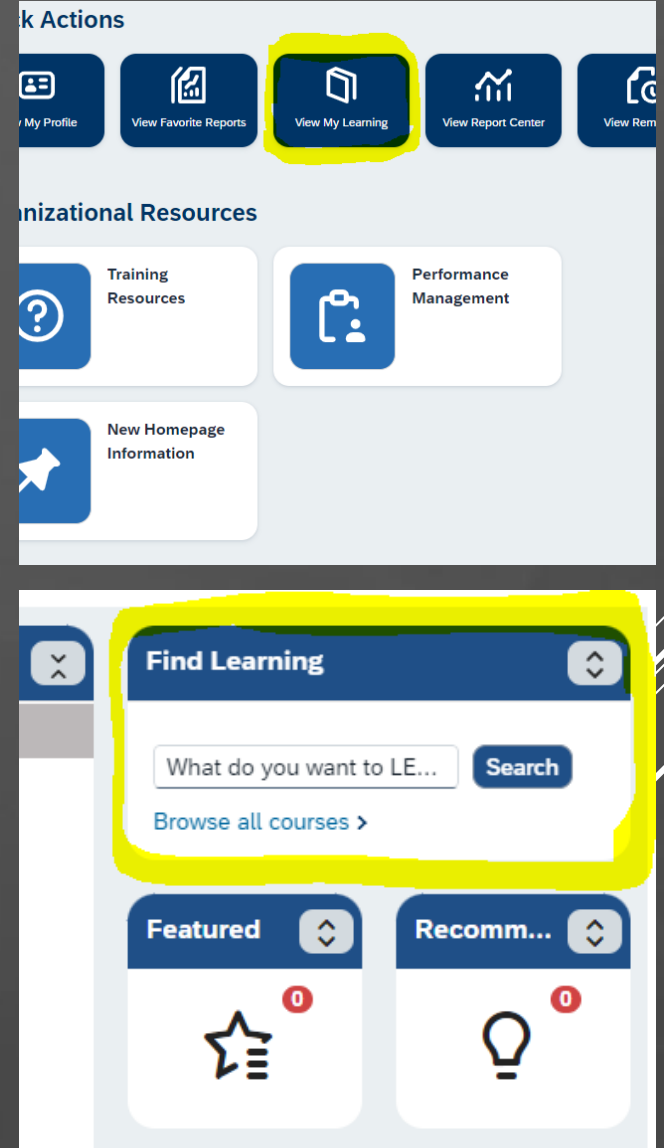 k Actions
My Profile
View Favorite Reports
View My Learning
View Report Center
View Rem
nizational Resources
Training
Resources
Performance
Management
New Homepage
Information
Find Learning
What do you want to LE...
Search
Browse all courses >
Featured
Recomm...
0
0